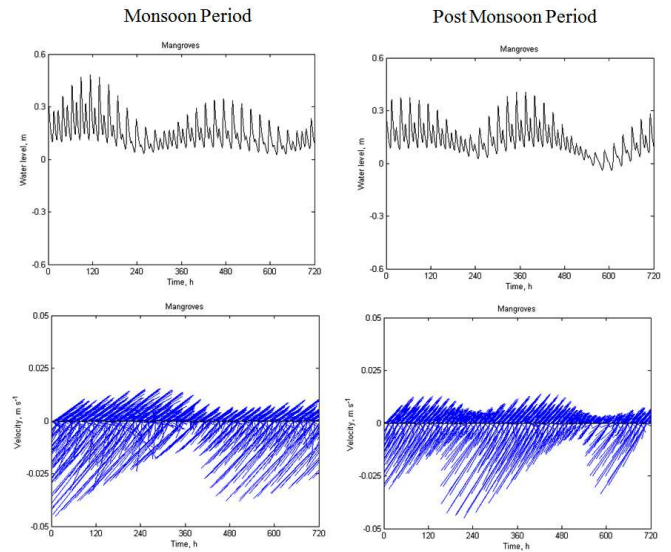 Monsoon Period
Post Monsoon Period
Mangroves
0.6
0.3
0
-0.3
-0.6
Water level, m
0 120 240 360 480 600 720
Time, h
Mangroves
0.6
0.3
0
-0.3
-0.6
Water level, m
0 120 240 360 480 600 720
Time, h
Mangroves
0.05
0.025
0
-0.025
-0.05
Velocity, m s⁻¹
0 120 240 360 480 600 720
Time, h
Mangroves
0.05
0.025
0
-0.025
-0.05
Velocity, m s⁻¹
0 120 240 360 480 600 720
Time, h